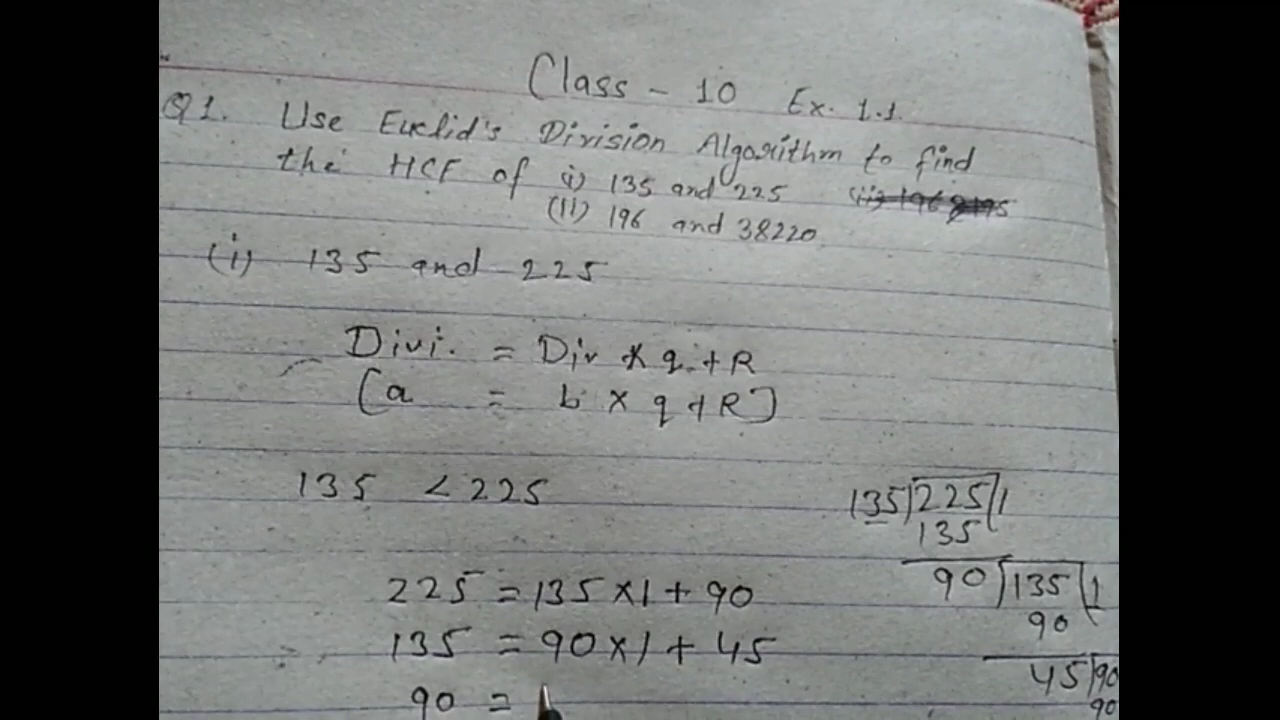 Class - 10 Ex. 1.1.
Q1. Use Euclid's Division Algorithm to find
the HCF of (i) 135 and 225
(II) 196 and 38220
(i) 135 and 225
Divi. = Div × q + R
(a = b × q + R)
135 < 225
225 = 135 × 1 + 90
135 = 90 × 1 + 45
90 =
135)225(1
135
90)135(1
90
45)90
90